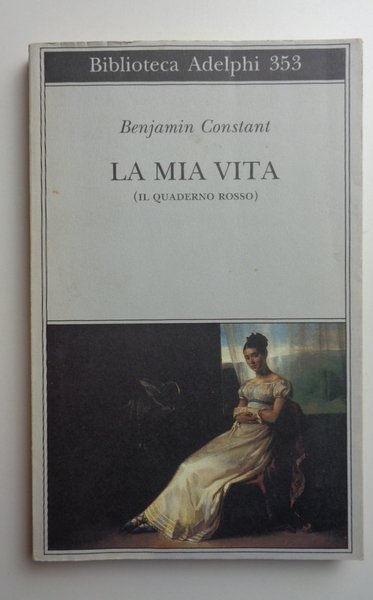 Biblioteca Adelphi 353
Benjamin Constant
LA MIA VITA
(IL QUADERNO ROSSO)